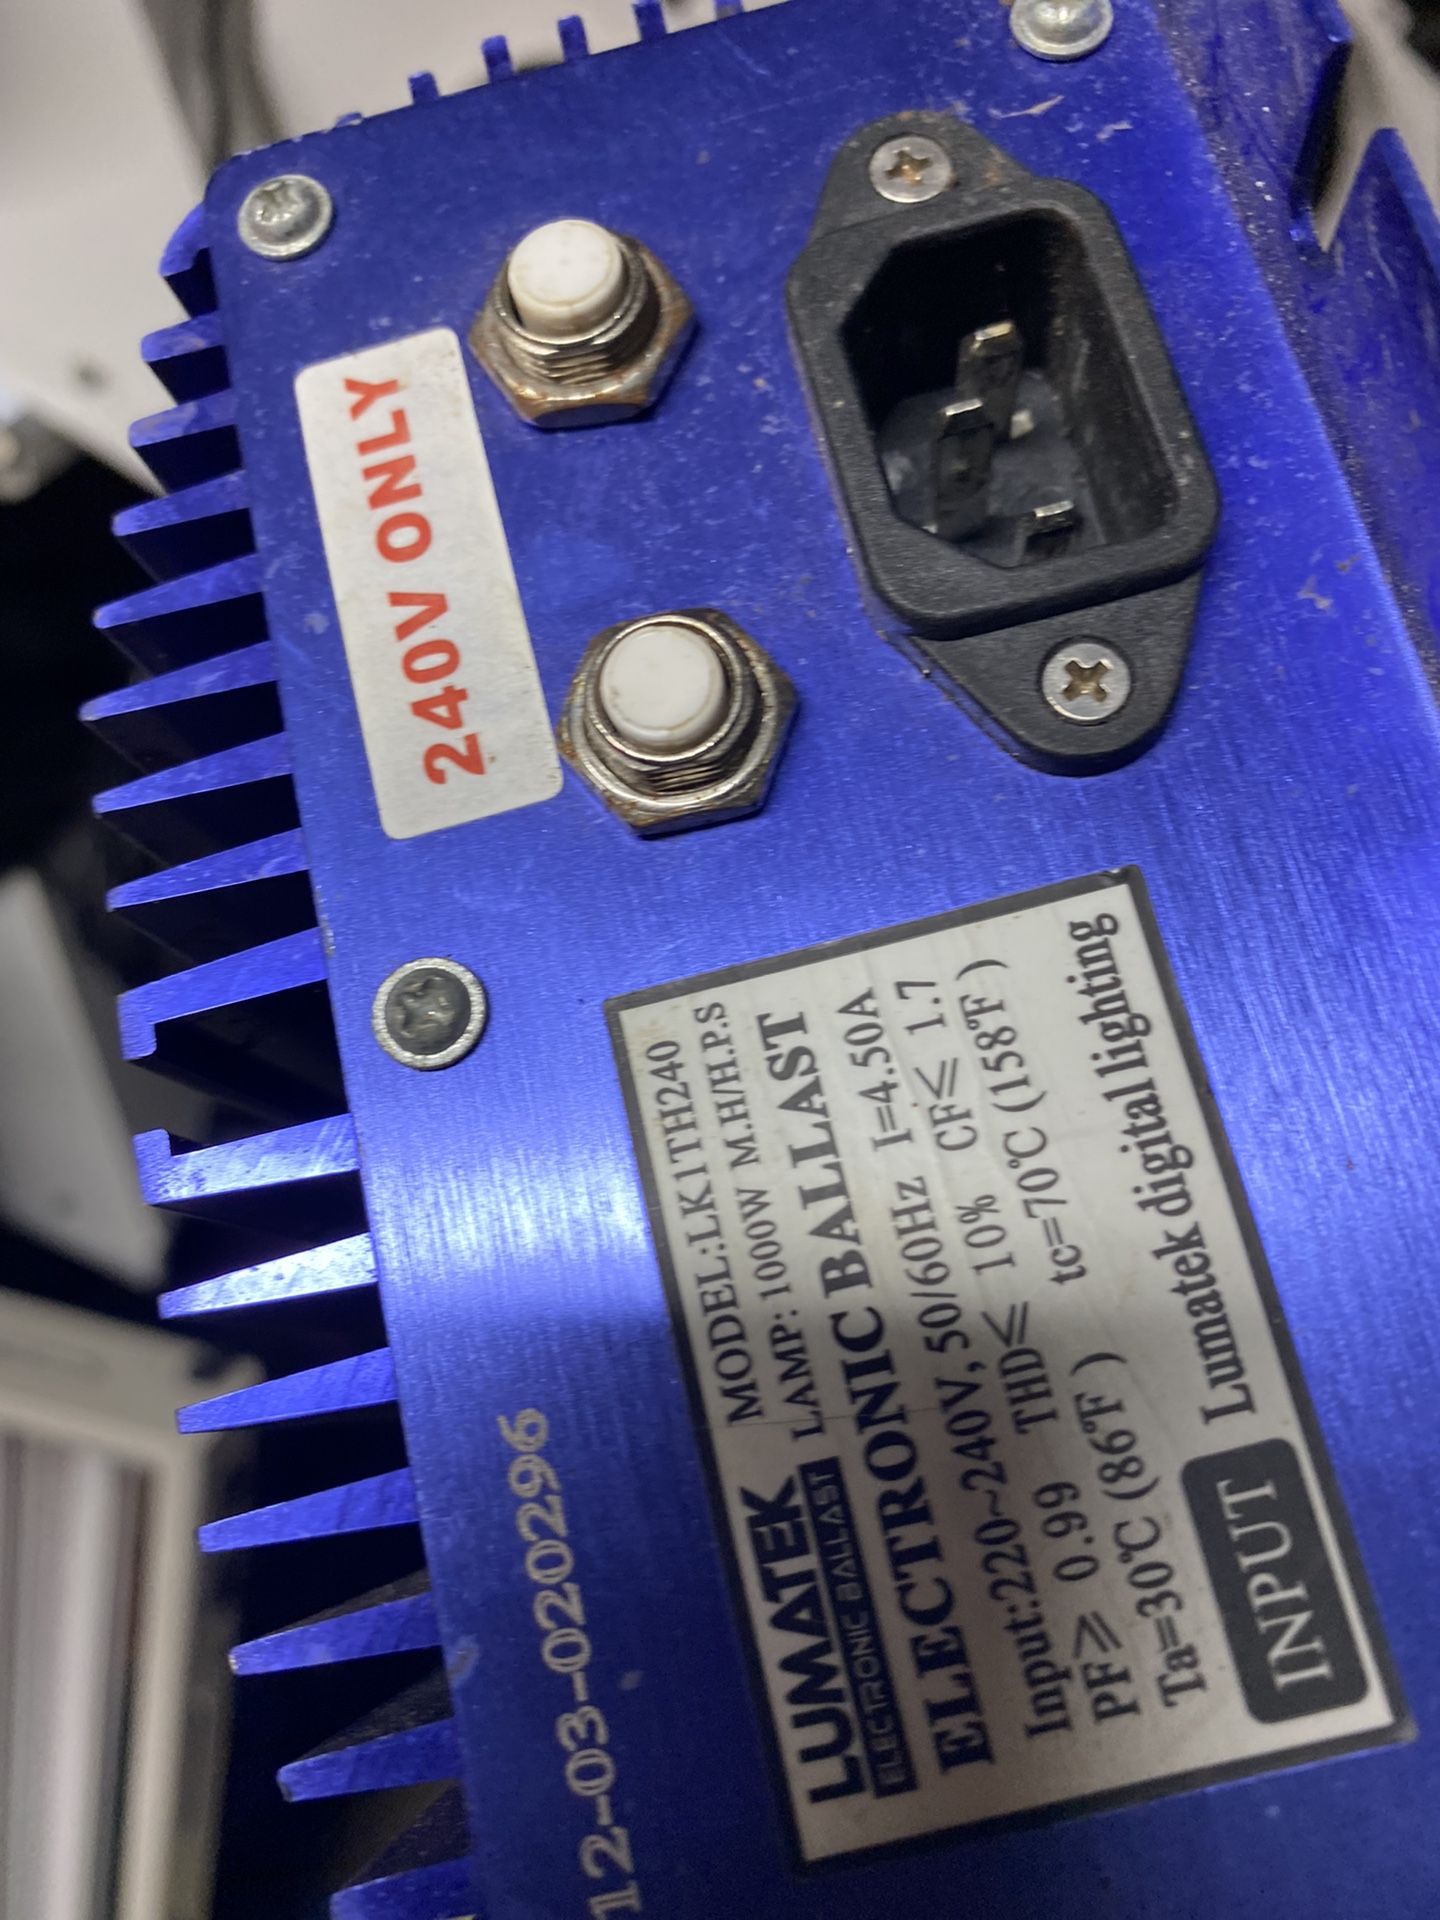 240V ONLY
LUMATEK
ELECTRONIC BALLAST
MODEL:LK1TH240
LAMP: 1000W M.H/H.P.S
ELECTRONIC BALLAST
Input:220~240V, 50/60Hz I=4.50A
PF≥ 0.99 THD≤ 10% CF≤ 1.7
Ta=30℃ (86℉) tc=70℃ (158℉)
INPUT
Lumatek digital lighting
12-03-020296